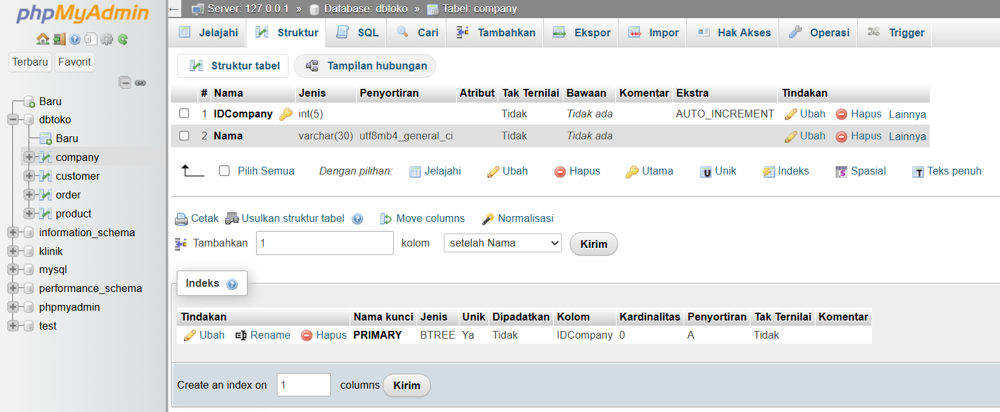 phpMyAdmin
Terbaru Favorit
Baru
dbtoko
Baru
company
customer
order
product
information_schema
klinik
mysql
performance_schema
phpmyadmin
test
← Server: 127.0.0.1 » Database: dbtoko » Tabel: company
Jelajahi Struktur SQL Cari Tambahkan Ekspor Impor Hak Akses Operasi Trigger
Struktur tabel Tampilan hubungan
# Nama Jenis Penyortiran Atribut Tak Ternilai Bawaan Komentar Ekstra Tindakan
1 IDCompany int(5) Tidak Tidak ada AUTO_INCREMENT Ubah Hapus Lainnya
2 Nama varchar(30) utf8mb4_general_ci Tidak Tidak ada Ubah Hapus Lainnya
Pilih Semua Dengan pilihan: Jelajahi Ubah Hapus Utama U Unik Indeks S Spasial T Teks penuh
Cetak Usulkan struktur tabel Move columns Normalisasi
Tambahkan 1 kolom setelah Nama Kirim
Indeks
Tindakan Nama kunci Jenis Unik Dipadatkan Kolom Kardinalitas Penyortiran Tak Ternilai Komentar
Ubah Rename Hapus PRIMARY BTREE Ya Tidak IDCompany 0 A Tidak
Create an index on 1 columns Kirim